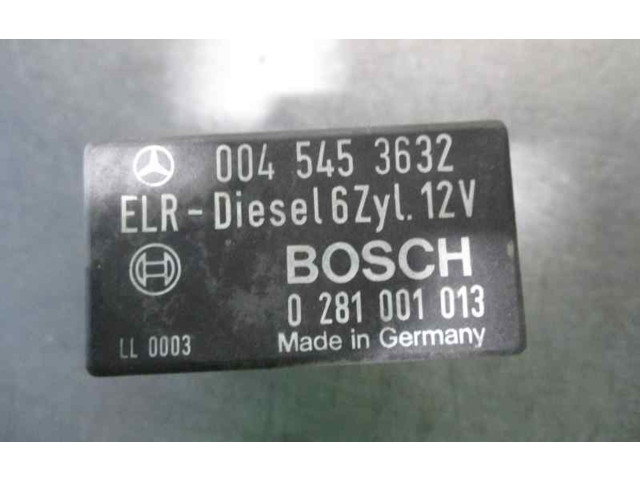 004 545 3632
ELR - Diesel 6Zyl. 12V
BOSCH
0 281 001 013
LL 0003 Made in Germany